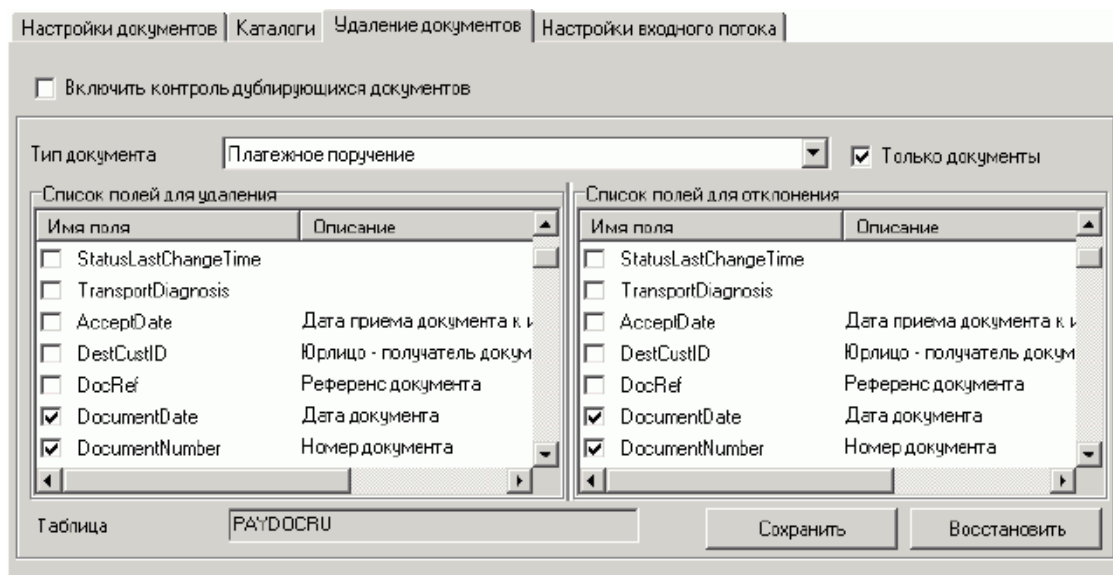 Настройки документов Каталоги Удаление документов Настройки входного потока
Включить контроль дублирующихся документов
Тип документа Платежное поручение Только документы
Список полей для удаления
Имя поля Описание
StatusLastChangeTime
TransportDiagnosis
AcceptDate Дата приема документа к и
DestCustID Юрлицо - получатель докум
DocRef Референс документа
DocumentDate Дата документа
DocumentNumber Номер документа
Список полей для отклонения
Имя поля Описание
StatusLastChangeTime
TransportDiagnosis
AcceptDate Дата приема документа к и
DestCustID Юрлицо - получатель докум
DocRef Референс документа
DocumentDate Дата документа
DocumentNumber Номер документа
Таблица PAYDOCRU Сохранить Восстановить